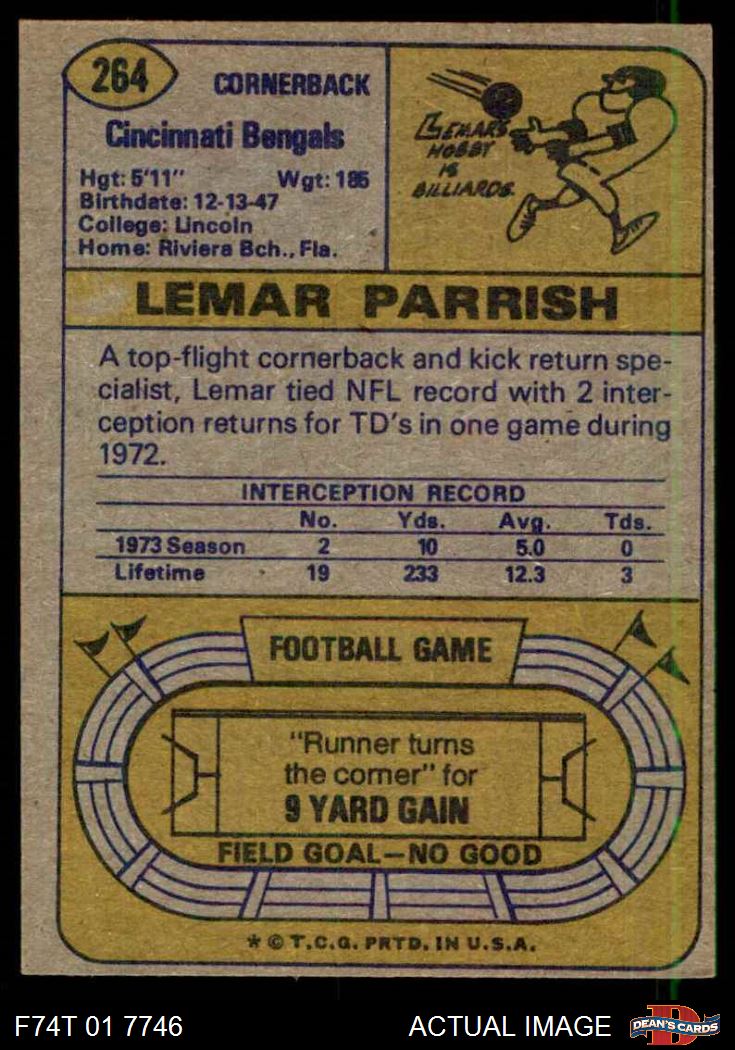 264
CORNERBACK
Cincinnati Bengals
Hgt: 5'11" Wgt: 185
Birthdate: 12-13-47
College: Lincoln
Home: Riviera Bch., Fla.
LEMAR'S
HOBBY
IS
BILLIARDS.
LEMAR PARRISH
A top-flight cornerback and kick return spe-
cialist, Lemar tied NFL record with 2 inter-
ception returns for TD's in one game during
1972.
INTERCEPTION RECORD
No. Yds. Avg. Tds.
1973 Season 2 10 5.0 0
Lifetime 19 233 12.3 3
FOOTBALL GAME
"Runner turns
the corner" for
9 YARD GAIN
FIELD GOAL—NO GOOD
* © T.C.G. PRTD. IN U.S.A.
F74T 01 7746 ACTUAL IMAGE
D
DEAN'S CARDS